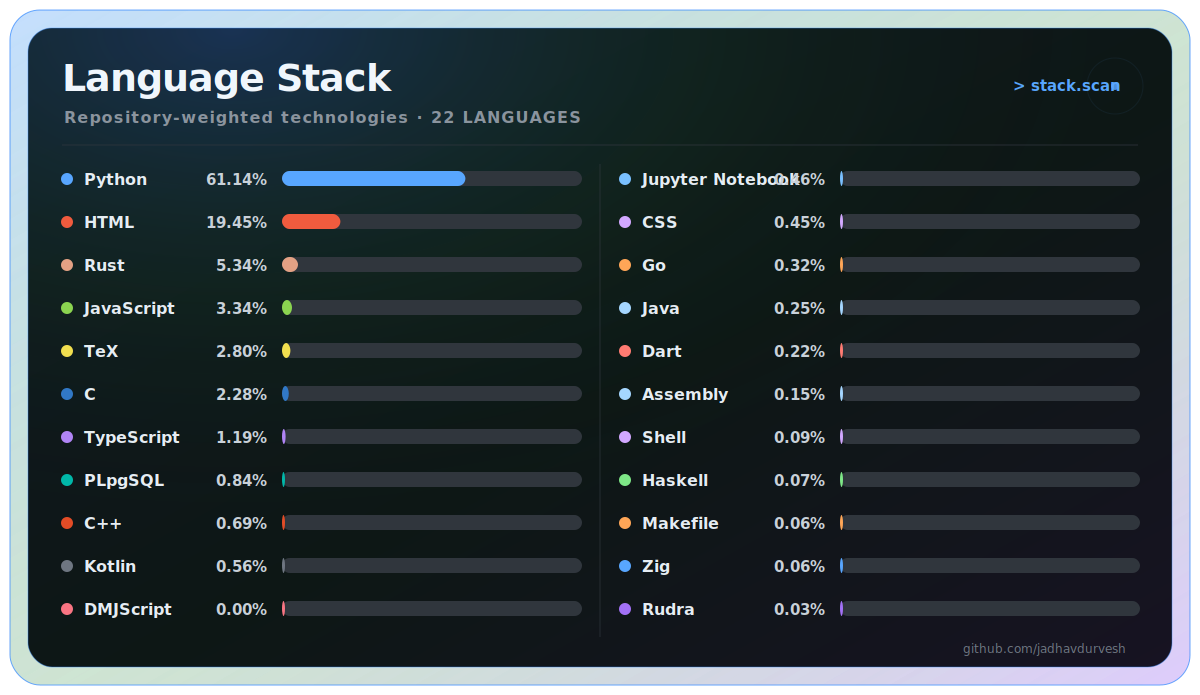 Language Stack
> stack.scan
Repository-weighted technologies · 22 LANGUAGES
Python 61.14%
HTML 19.45%
Rust 5.34%
JavaScript 3.34%
TeX 2.80%
C 2.28%
TypeScript 1.19%
PLpgSQL 0.84%
C++ 0.69%
Kotlin 0.56%
DMJScript 0.00%
Jupyter Notebook 0.46%
CSS 0.45%
Go 0.32%
Java 0.25%
Dart 0.22%
Assembly 0.15%
Shell 0.09%
Haskell 0.07%
Makefile 0.06%
Zig 0.06%
Rudra 0.03%
github.com/jadhavdurvesh